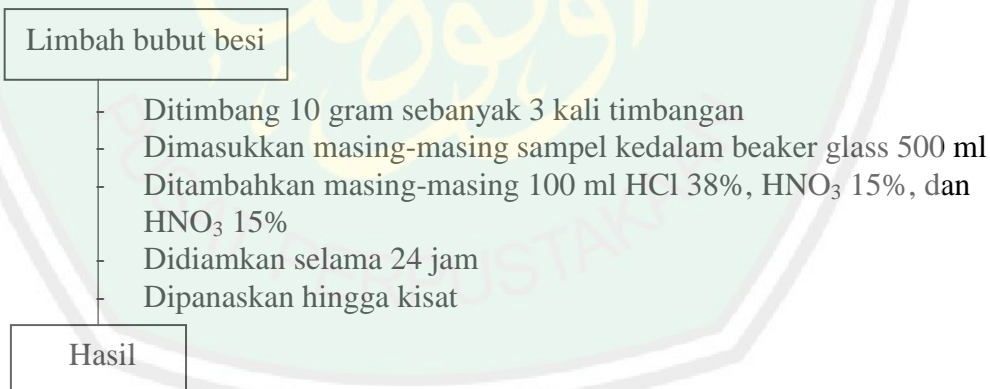 Limbah bubut besi
- Ditimbang 10 gram sebanyak 3 kali timbangan
- Dimasukkan masing-masing sampel kedalam beaker glass 500 ml
- Ditambahkan masing-masing 100 ml HCl 38%, HNO₃ 15%, dan
HNO₃ 15%
- Didiamkan selama 24 jam
- Dipanaskan hingga kisat
Hasil